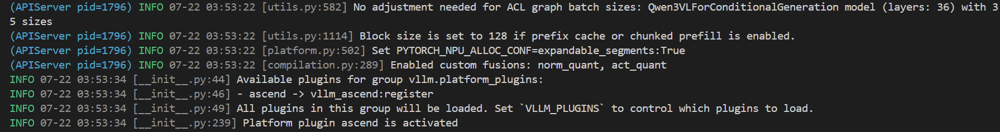 (APIServer pid=1796) INFO 07-22 03:53:22 [utils.py:582] No adjustment needed for ACL graph batch sizes: Qwen3VLForConditionalGeneration model (layers: 36) with 3
5 sizes
(APIServer pid=1796) INFO 07-22 03:53:22 [utils.py:1114] Block size is set to 128 if prefix cache or chunked prefill is enabled.
(APIServer pid=1796) INFO 07-22 03:53:22 [platform.py:502] Set PYTORCH_NPU_ALLOC_CONF=expandable_segments:True
(APIServer pid=1796) INFO 07-22 03:53:22 [compilation.py:289] Enabled custom fusions: norm_quant, act_quant
INFO 07-22 03:53:34 [__init__.py:44] Available plugins for group vllm.platform_plugins:
INFO 07-22 03:53:34 [__init__.py:46] - ascend -> vllm_ascend:register
INFO 07-22 03:53:34 [__init__.py:49] All plugins in this group will be loaded. Set `VLLM_PLUGINS` to control which plugins to load.
INFO 07-22 03:53:34 [__init__.py:239] Platform plugin ascend is activated